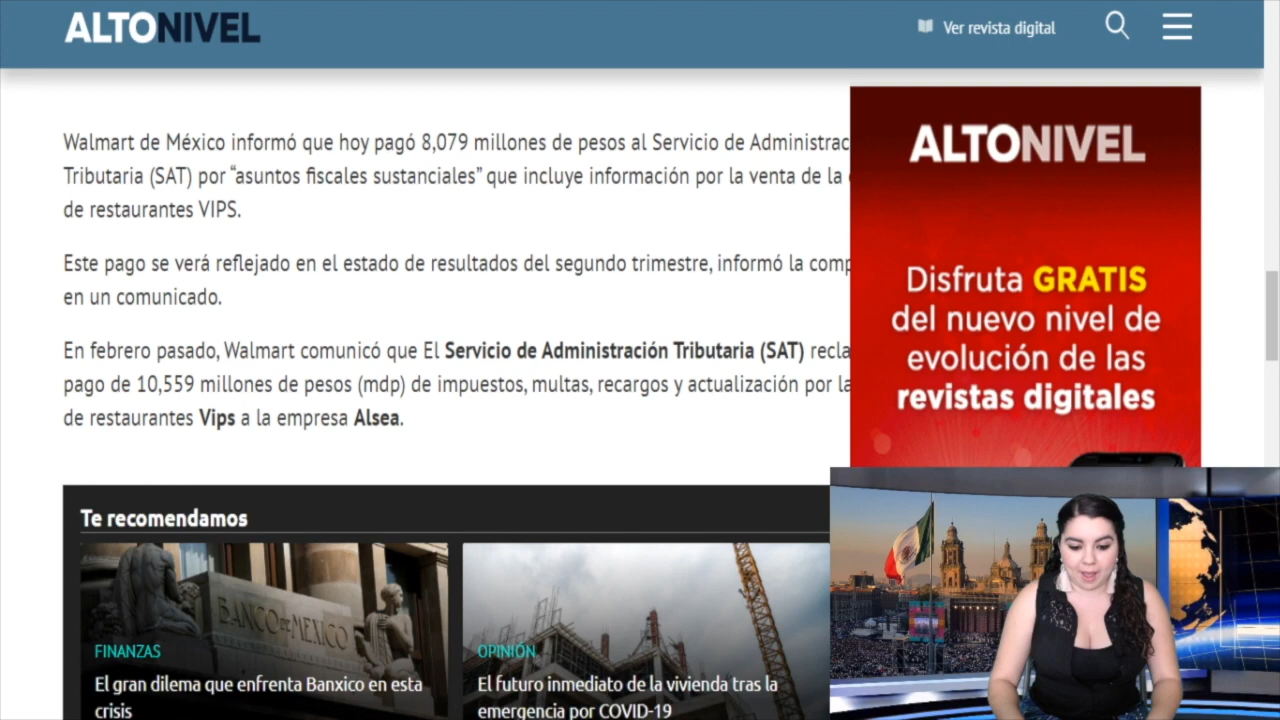 ALTONIVEL
Ver revista digital
Walmart de México informó que hoy pagó 8,079 millones de pesos al Servicio de
Tributaria (SAT) por “asuntos fiscales sustanciales” que incluye información por la venta de la
de restaurantes VIPS.
Este pago se verá reflejado en el estado de resultados del segundo trimestre, informó la
en un comunicado.
En febrero pasado, Walmart comunicó que El Servicio de Administración Tributaria (SAT)
pago de 10,559 millones de pesos (mdp) de impuestos, multas, recargos y actualización por
de restaurantes Vips a la empresa Alsea.
ALTONIVEL
Disfruta GRATIS
del nuevo nivel de
evolución de las
revistas digitales
Te recomendamos
BANCO DE MEXICO
FINANZAS
El gran dilema que enfrenta Banxico en esta
crisis
OPINIÓN
El futuro inmediato de la vivienda tras la
emergencia por COVID-19